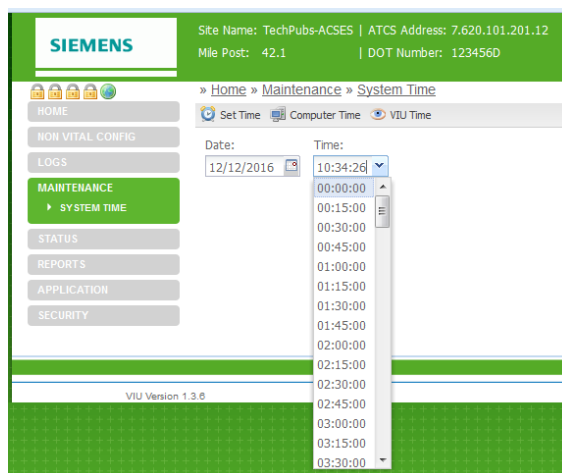 SIEMENS
Site Name: TechPubs-ACSES | ATCS Address: 7.620.101.201.12
Mile Post: 42.1 | DOT Number: 123456D
» Home » Maintenance » System Time
Set Time Computer Time VIU Time
HOME
NON VITAL CONFIG
LOGS
MAINTENANCE
SYSTEM TIME
STATUS
REPORTS
APPLICATION
SECURITY
Date: Time:
12/12/2016 10:34:26
00:00:00
00:15:00
00:30:00
00:45:00
01:00:00
01:15:00
01:30:00
01:45:00
02:00:00
02:15:00
02:30:00
02:45:00
03:00:00
03:15:00
03:30:00
VIU Version 1.3.6